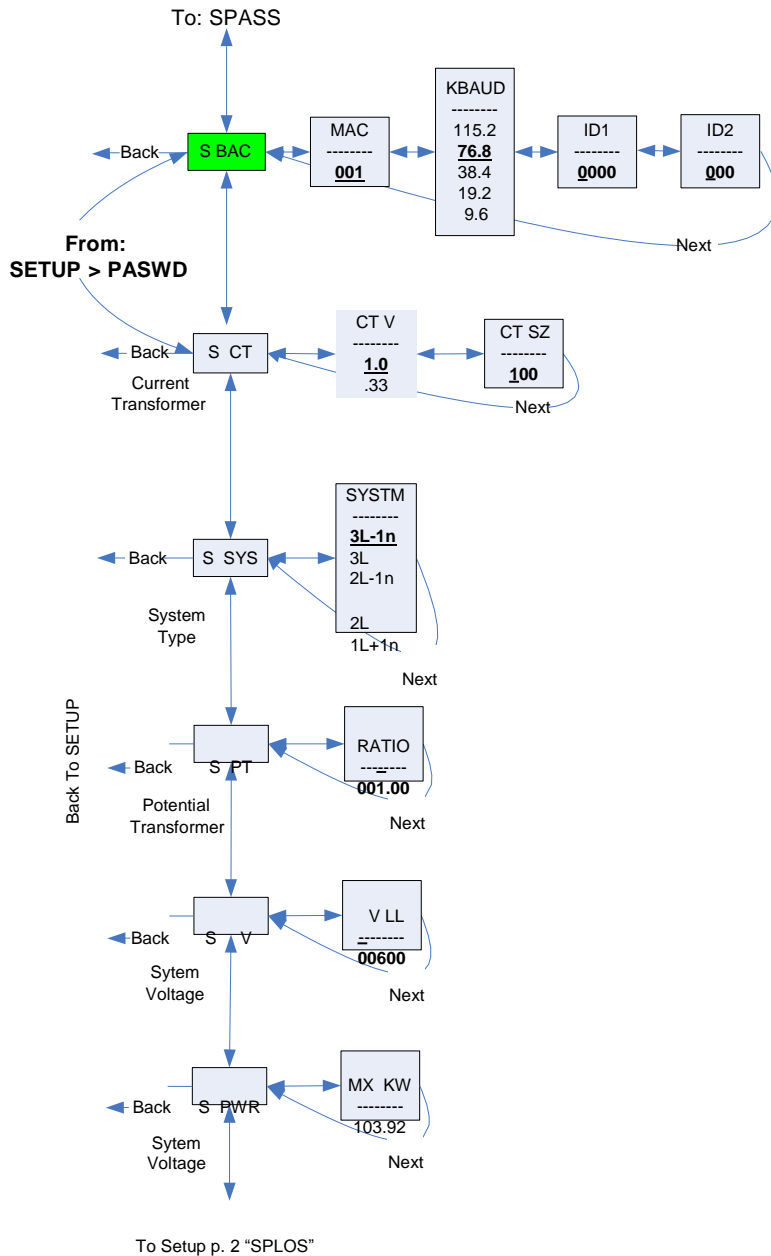 To: SPASS
Back
S BAC
MAC
--------
001
KBAUD
--------
115.2
76.8
38.4
19.2
9.6
ID1
--------
0000
ID2
--------
000
Next
From:
SETUP > PASWD
Back
S CT
Current
Transformer
CT V
--------
1.0
.33
CT SZ
--------
100
Next
Back
S SYS
System
Type
SYSTM
--------
3L-1n
3L
2L-1n
2L
1L+1n
Next
Back To SETUP
Back
S PT
Potential
Transformer
RATIO
--------
001.00
Next
Back
S V
Sytem
Voltage
V LL
--------
00600
Next
Back
S PWR
Sytem
Voltage
MX KW
--------
103.92
Next
To Setup p. 2 “SPLOS”